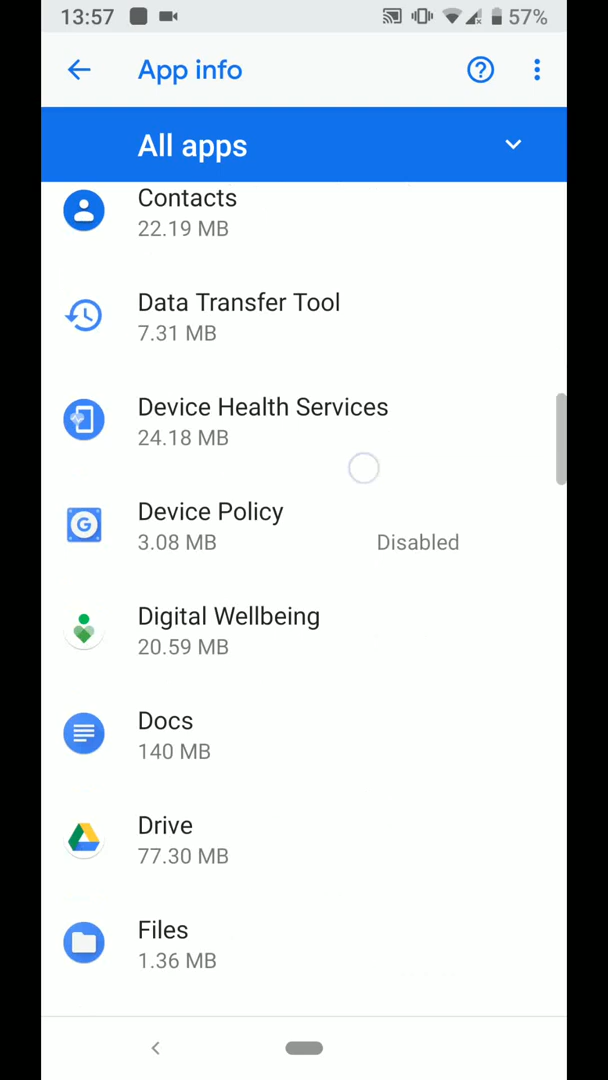 13:57
57%
App info
All apps
Contacts
22.19 MB
Data Transfer Tool
7.31 MB
Device Health Services
24.18 MB
Device Policy
3.08 MB
Disabled
Digital Wellbeing
20.59 MB
Docs
140 MB
Drive
77.30 MB
Files
1.36 MB